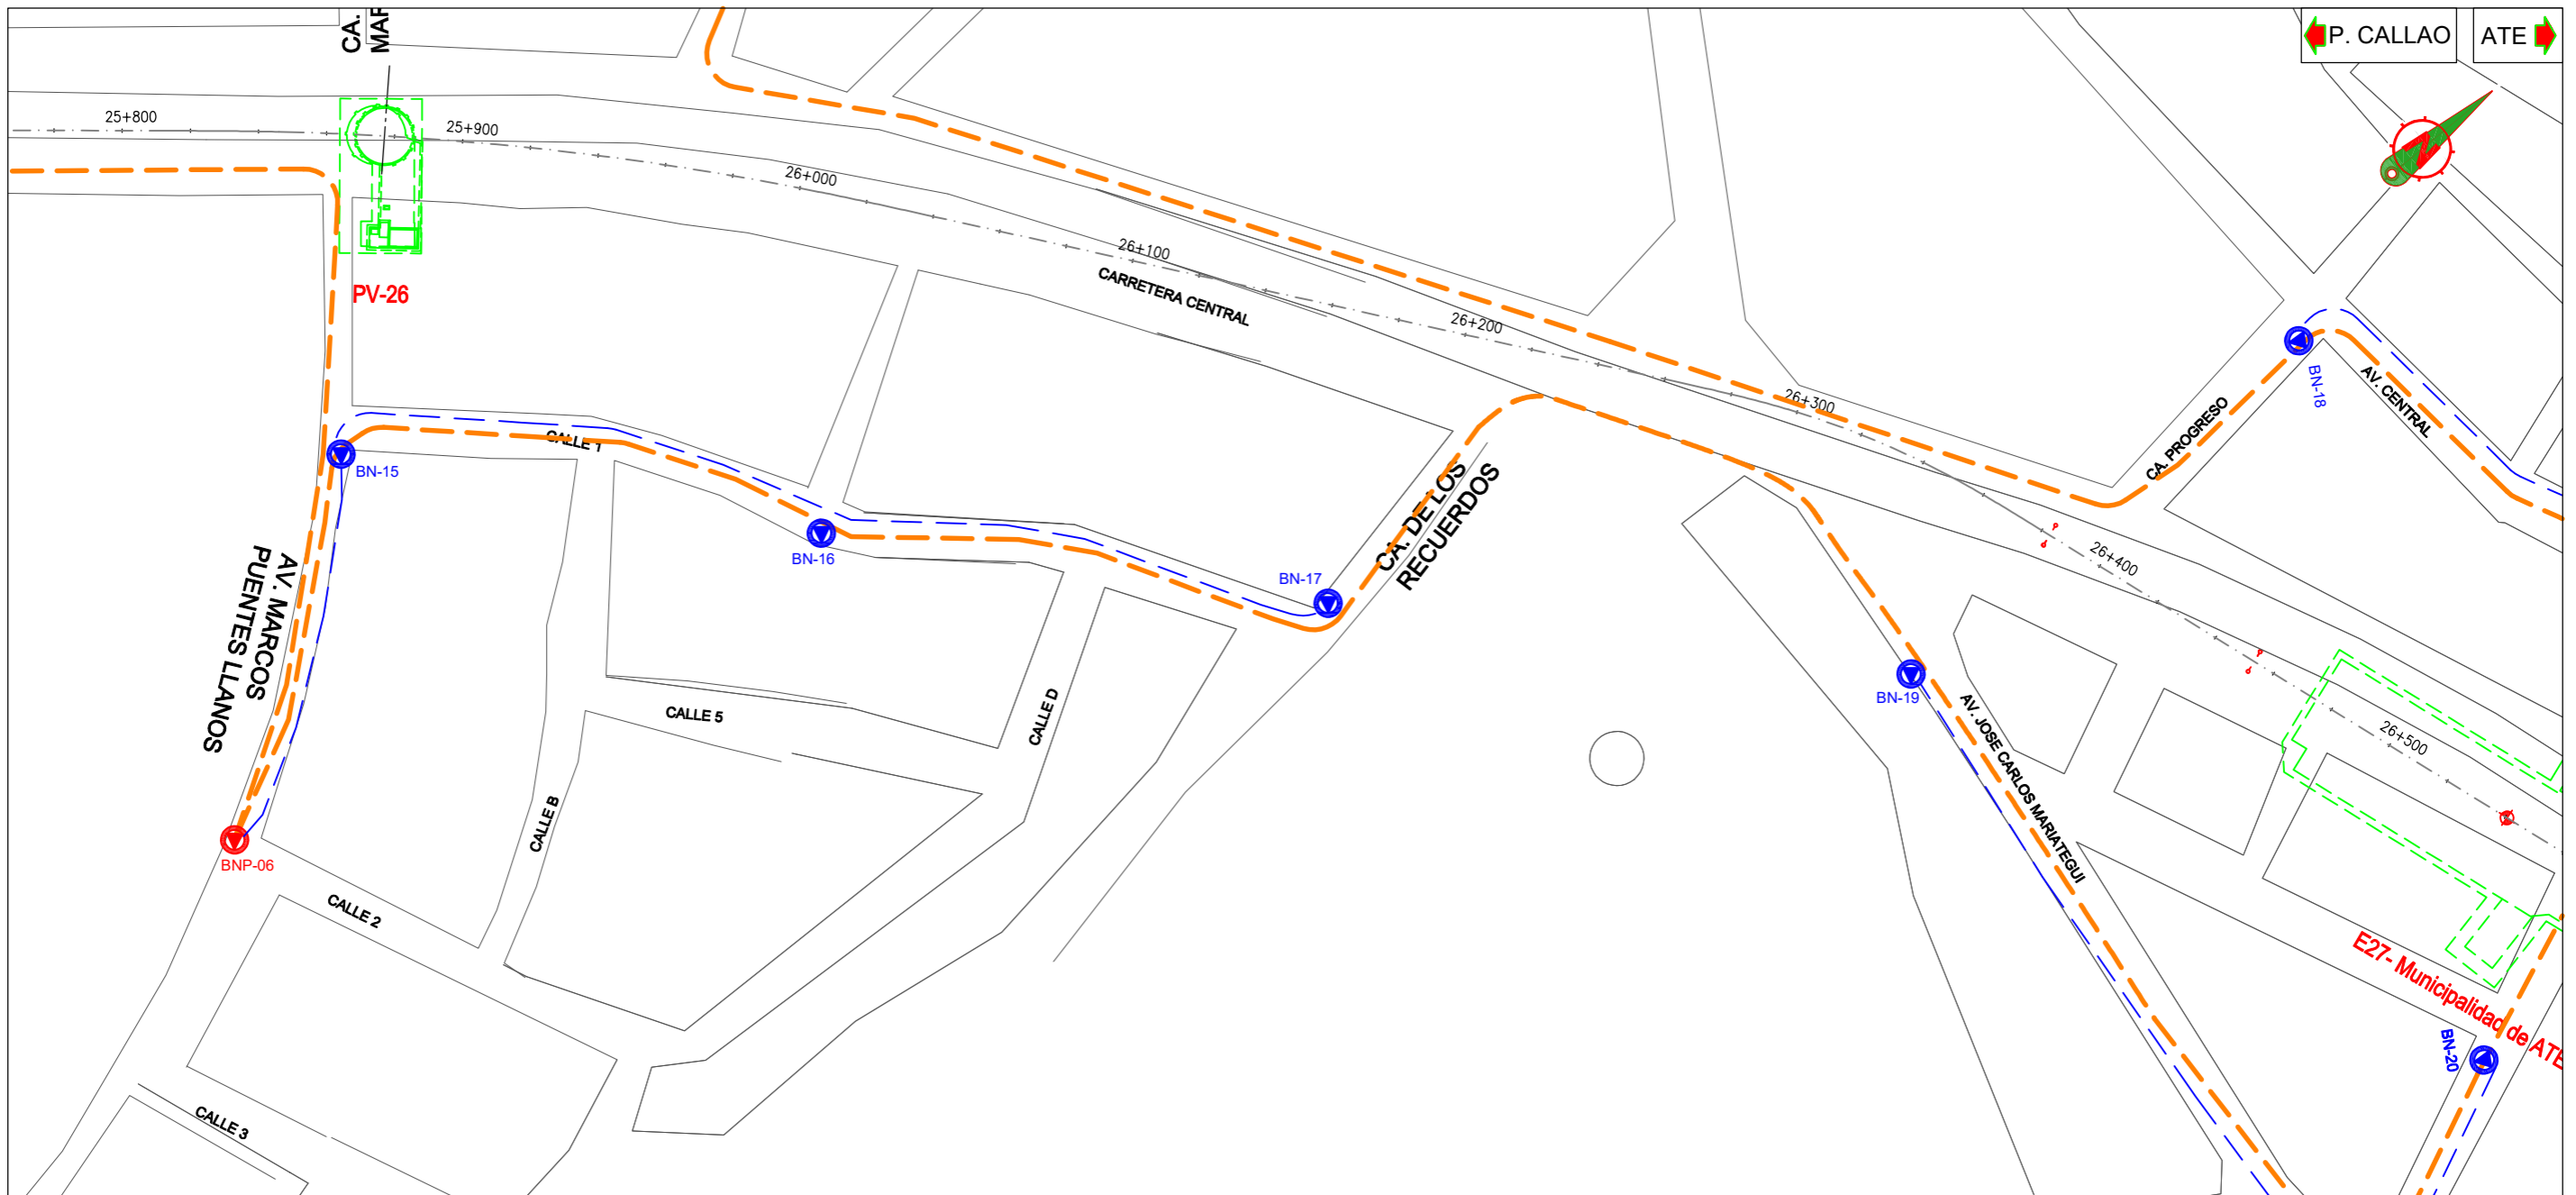 CA.
P. CALLAO
ATE
25+800
25+900
26+000
26+100
CARRETERA CENTRAL
26+200
26+300
26+400
26+500
PV-26
BN-15
CALLE 1
BN-16
BN-17
CA. DE LOS
RECUERDOS
CA. PROGRESO
BN-18
AV. CENTRAL
AV. MARCOS
PUENTES LLANOS
BNP-06
CALLE 2
CALLE 3
CALLE 5
CALLE B
CALLE D
BN-19
AV. JOSE CARLOS MARIATEGUI
E27- Municipalidad de ATE
BN-20
N